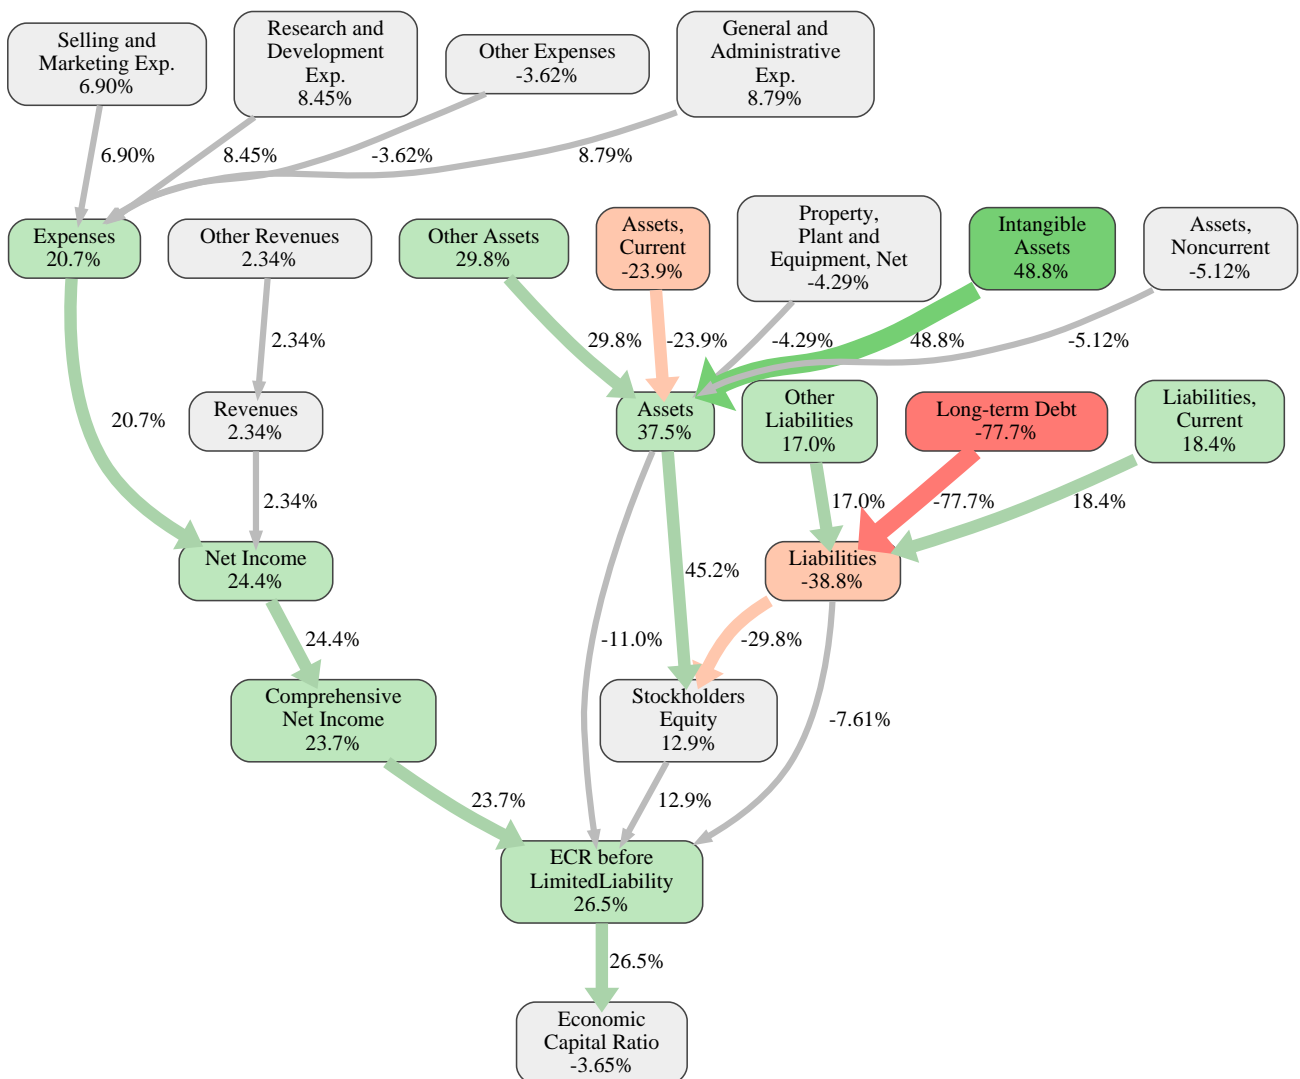 Selling and
Marketing Exp.
6.90%
Research and
Development
Exp.
8.45%
Other Expenses
-3.62%
General and
Administrative
Exp.
8.79%
6.90%
8.45%
-3.62%
8.79%
Expenses
20.7%
Other Revenues
2.34%
Other Assets
29.8%
Assets,
Current
-23.9%
Property,
Plant and
Equipment, Net
-4.29%
Intangible
Assets
48.8%
Assets,
Noncurrent
-5.12%
2.34%
29.8%
-23.9%
-4.29%
48.8%
-5.12%
20.7%
Revenues
2.34%
Assets
37.5%
Other
Liabilities
17.0%
Long-term Debt
-77.7%
Liabilities,
Current
18.4%
2.34%
17.0%
-77.7%
18.4%
Net Income
24.4%
45.2%
Liabilities
-38.8%
24.4%
-11.0%
-29.8%
Comprehensive
Net Income
23.7%
Stockholders
Equity
12.9%
-7.61%
23.7%
12.9%
ECR before
LimitedLiability
26.5%
26.5%
Economic
Capital Ratio
-3.65%